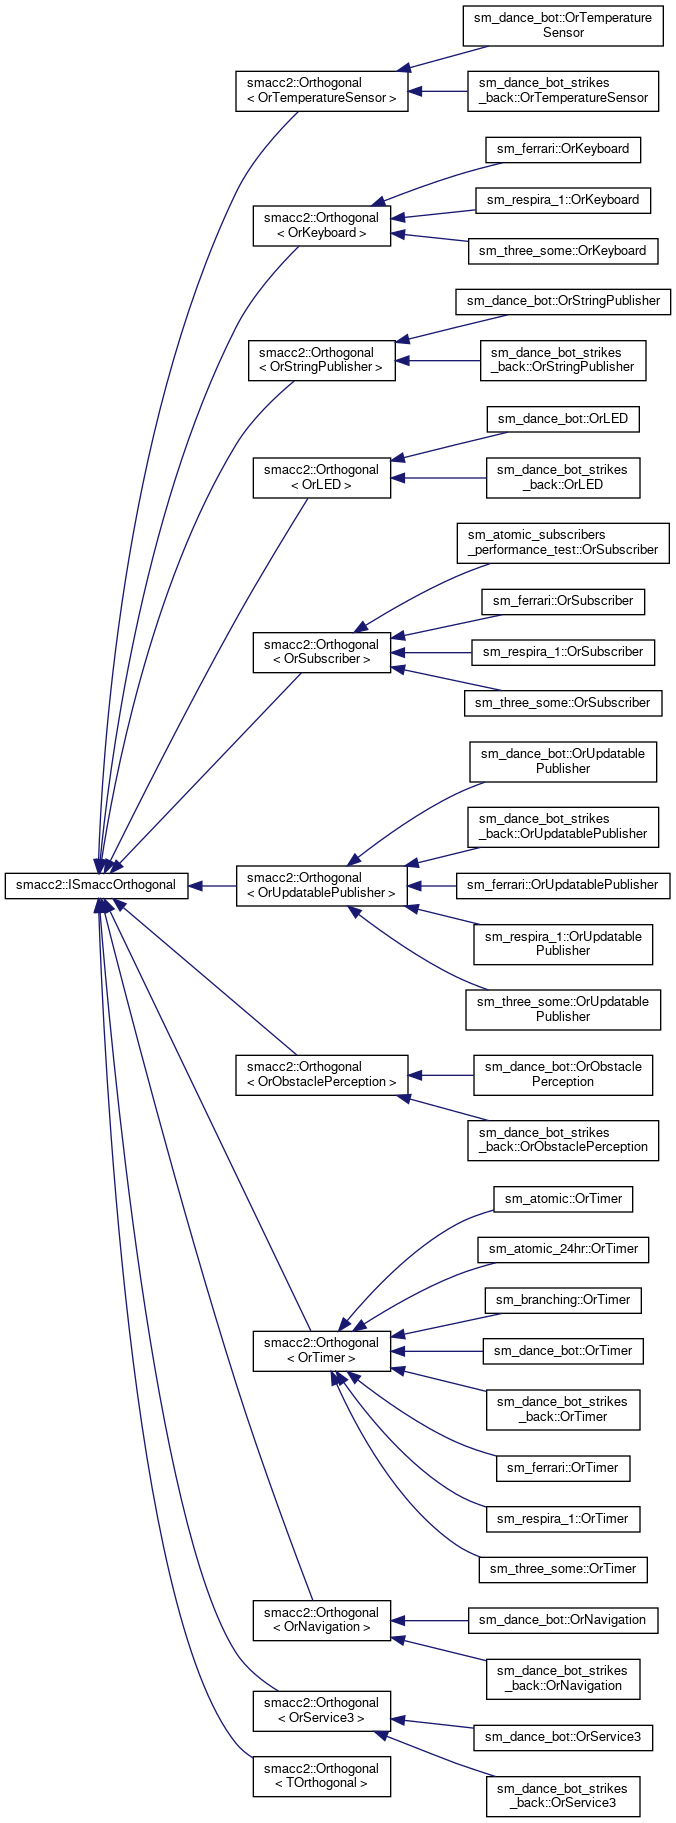 sm_dance_bot::OrTemperature
Sensor
smacc2::Orthogonal
< OrTemperatureSensor >
sm_dance_bot_strikes
_back::OrTemperatureSensor
sm_ferrari::OrKeyboard
sm_respira_1::OrKeyboard
smacc2::Orthogonal
< OrKeyboard >
sm_three_some::OrKeyboard
sm_dance_bot::OrStringPublisher
smacc2::Orthogonal
< OrStringPublisher >
sm_dance_bot_strikes
_back::OrStringPublisher
sm_dance_bot::OrLED
smacc2::Orthogonal
< OrLED >
sm_dance_bot_strikes
_back::OrLED
sm_atomic_subscribers
_performance_test::OrSubscriber
sm_ferrari::OrSubscriber
smacc2::Orthogonal
< OrSubscriber >
sm_respira_1::OrSubscriber
sm_three_some::OrSubscriber
sm_dance_bot::OrUpdatable
Publisher
sm_dance_bot_strikes
_back::OrUpdatablePublisher
smacc2::ISmaccOrthogonal
smacc2::Orthogonal
< OrUpdatablePublisher >
sm_ferrari::OrUpdatablePublisher
sm_respira_1::OrUpdatable
Publisher
sm_three_some::OrUpdatable
Publisher
smacc2::Orthogonal
< OrObstaclePerception >
sm_dance_bot::OrObstacle
Perception
sm_dance_bot_strikes
_back::OrObstaclePerception
sm_atomic::OrTimer
sm_atomic_24hr::OrTimer
sm_branching::OrTimer
smacc2::Orthogonal
< OrTimer >
sm_dance_bot::OrTimer
sm_dance_bot_strikes
_back::OrTimer
sm_ferrari::OrTimer
sm_respira_1::OrTimer
sm_three_some::OrTimer
smacc2::Orthogonal
< OrNavigation >
sm_dance_bot::OrNavigation
sm_dance_bot_strikes
_back::OrNavigation
smacc2::Orthogonal
< OrService3 >
sm_dance_bot::OrService3
smacc2::Orthogonal
< TOrthogonal >
sm_dance_bot_strikes
_back::OrService3